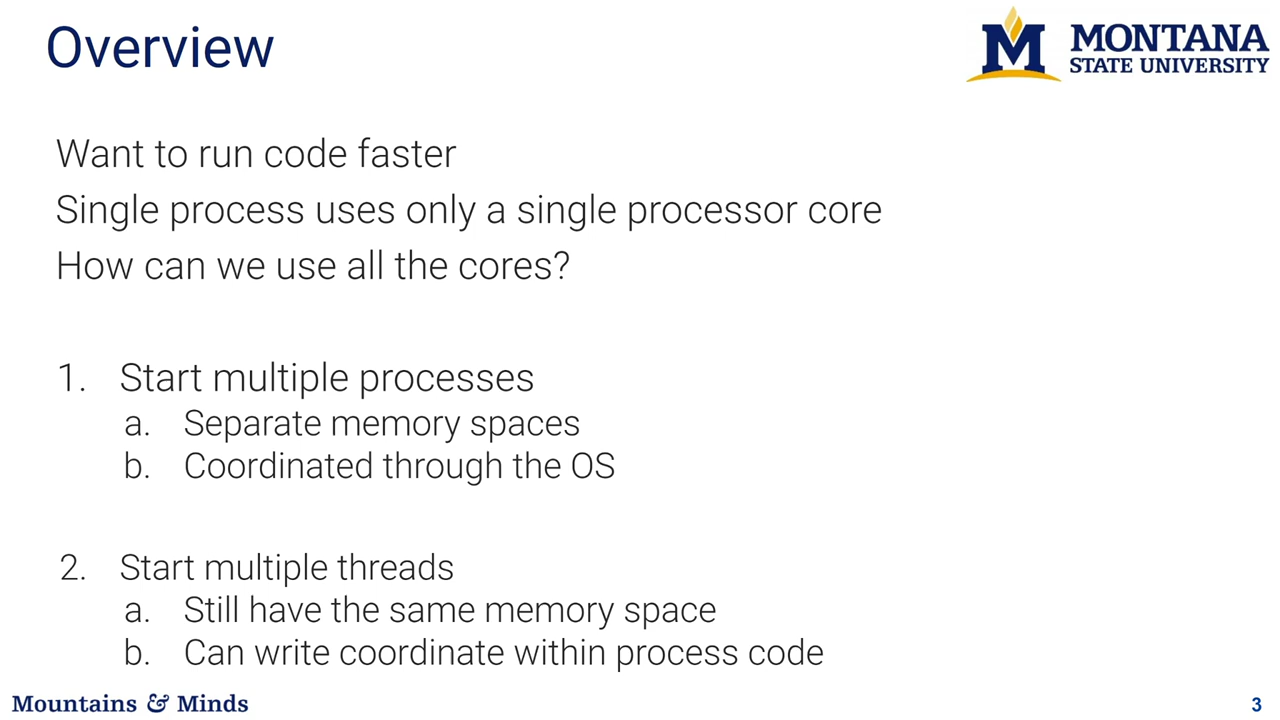 Overview
M MONTANA
STATE UNIVERSITY
Want to run code faster
Single process uses only a single processor core
How can we use all the cores?
1. Start multiple processes
a. Separate memory spaces
b. Coordinated through the OS
2. Start multiple threads
a. Still have the same memory space
b. Can write coordinate within process code
Mountains & Minds
3